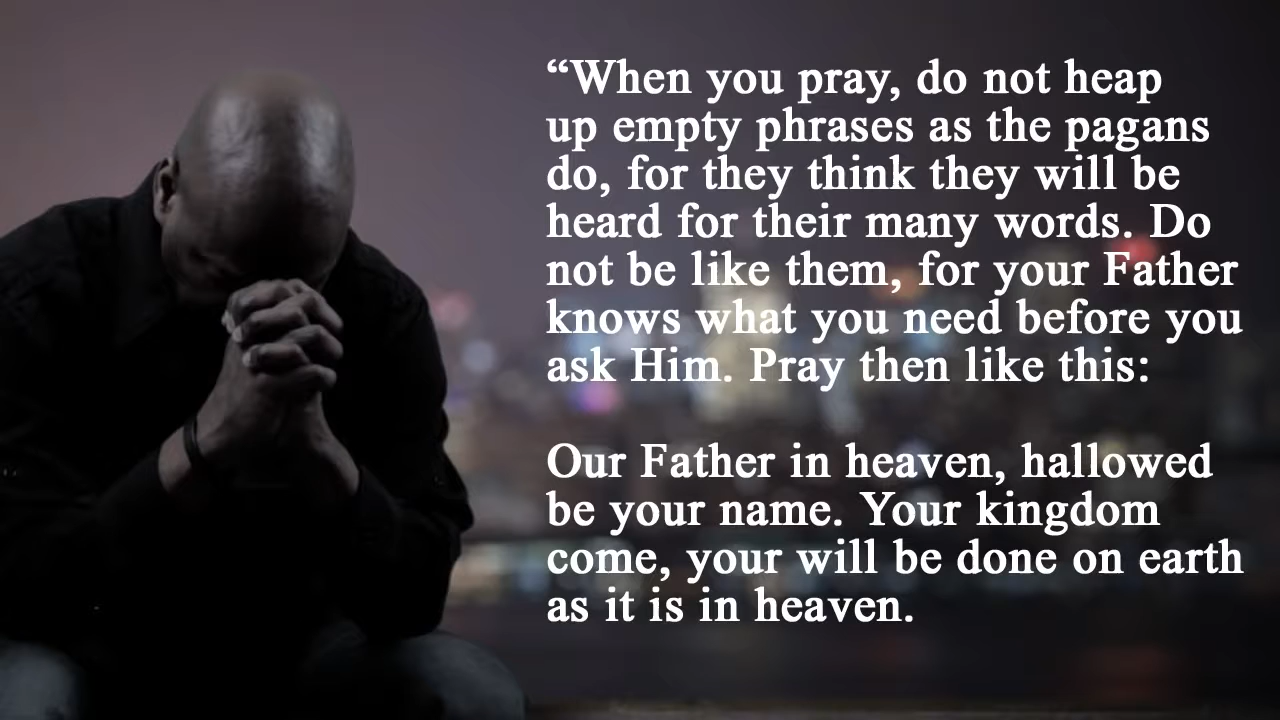 “When you pray, do not heap
up empty phrases as the pagans
do, for they think they will be
heard for their many words. Do
not be like them, for your Father
knows what you need before you
ask Him. Pray then like this:
Our Father in heaven, hallowed
be your name. Your kingdom
come, your will be done on earth
as it is in heaven.